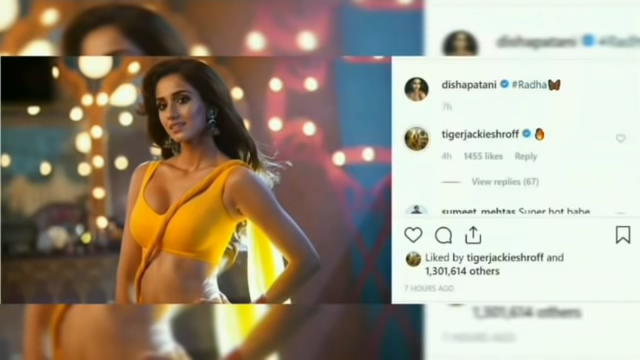 dishapatani #Radha
7h
tigerjackieshroff
4h 1455 likes Reply
View replies (67)
sumeet_mehtas Super hot babe
Liked by tigerjackieshroff and
1,301,614 others
7 HOURS AGO
dishapatani
1,301,614 others